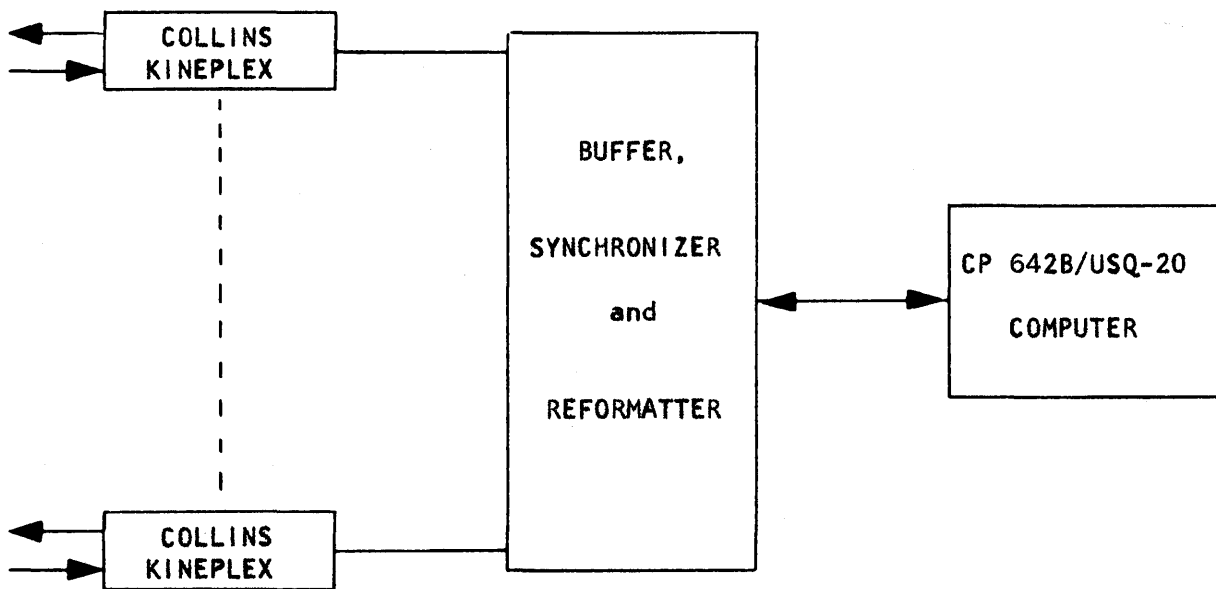 COLLINS
KINEPLEX
BUFFER,
SYNCHRONIZER
and
REFORMATTER
CP 642B/USQ-20
COMPUTER
COLLINS
KINEPLEX